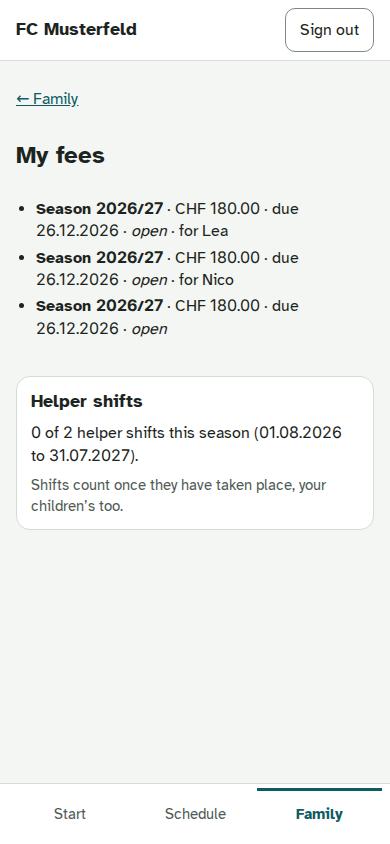 FC Musterfeld
Sign out
← Family
My fees
• Season 2026/27 · CHF 180.00 · due
26.12.2026 · open · for Lea
• Season 2026/27 · CHF 180.00 · due
26.12.2026 · open · for Nico
• Season 2026/27 · CHF 180.00 · due
26.12.2026 · open
Helper shifts
0 of 2 helper shifts this season (01.08.2026
to 31.07.2027).
Shifts count once they have taken place, your
children’s too.
Start
Schedule
Family